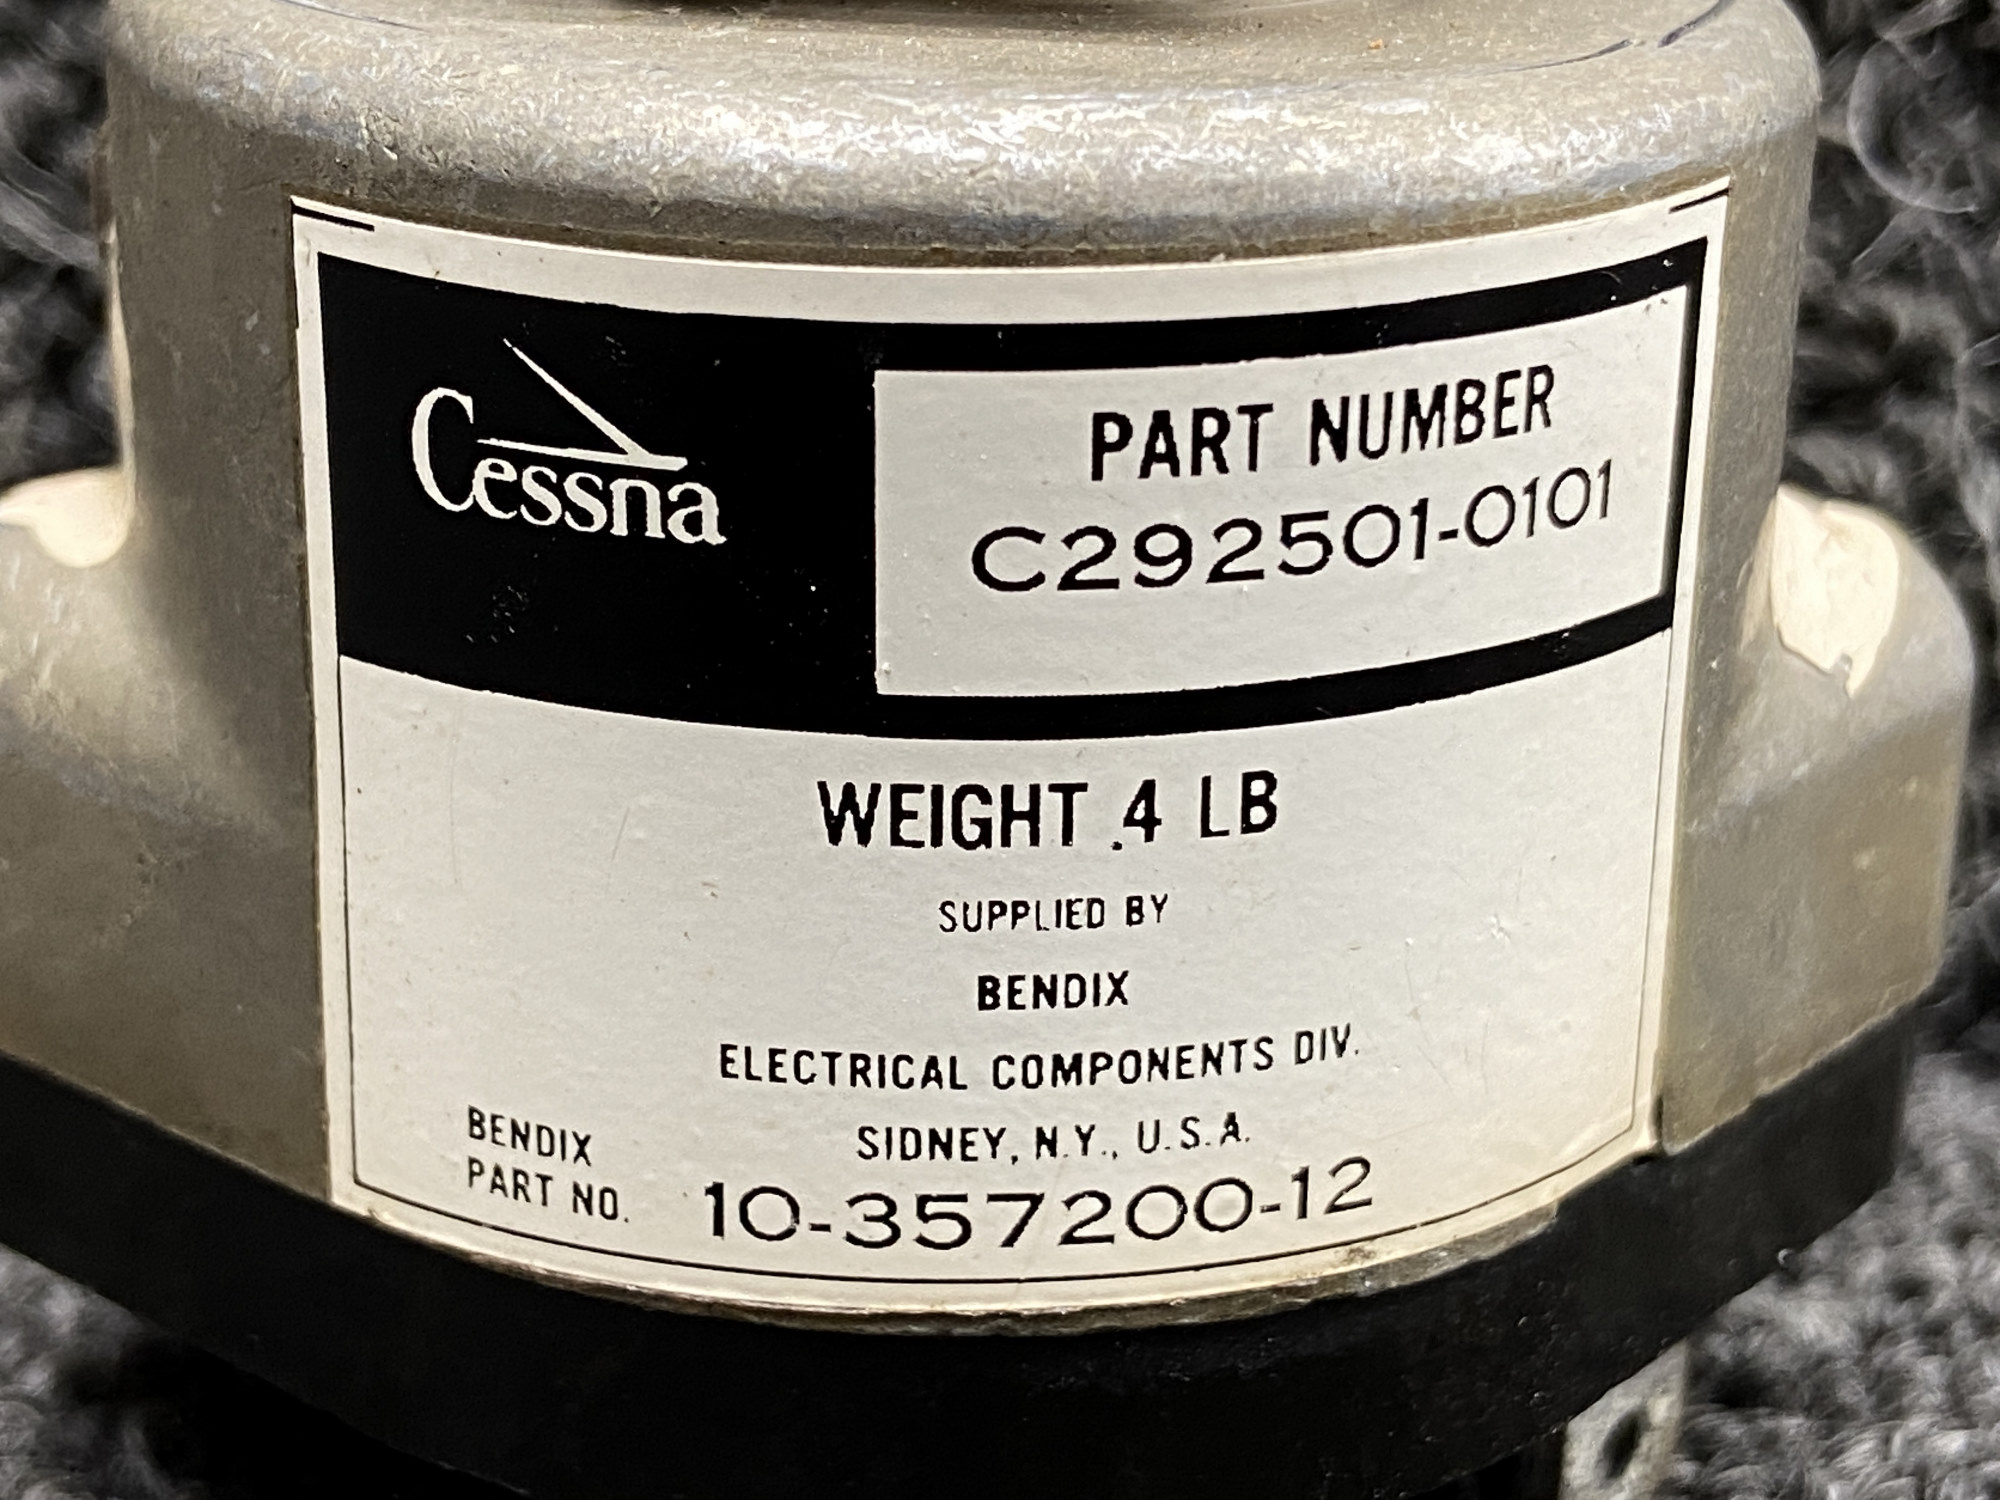 Cessna
PART NUMBER
C292501-0101
WEIGHT .4 LB
SUPPLIED BY
BENDIX
ELECTRICAL COMPONENTS DIV.
SIDNEY, N.Y., U.S.A.
BENDIX
PART NO. 10-357200-12